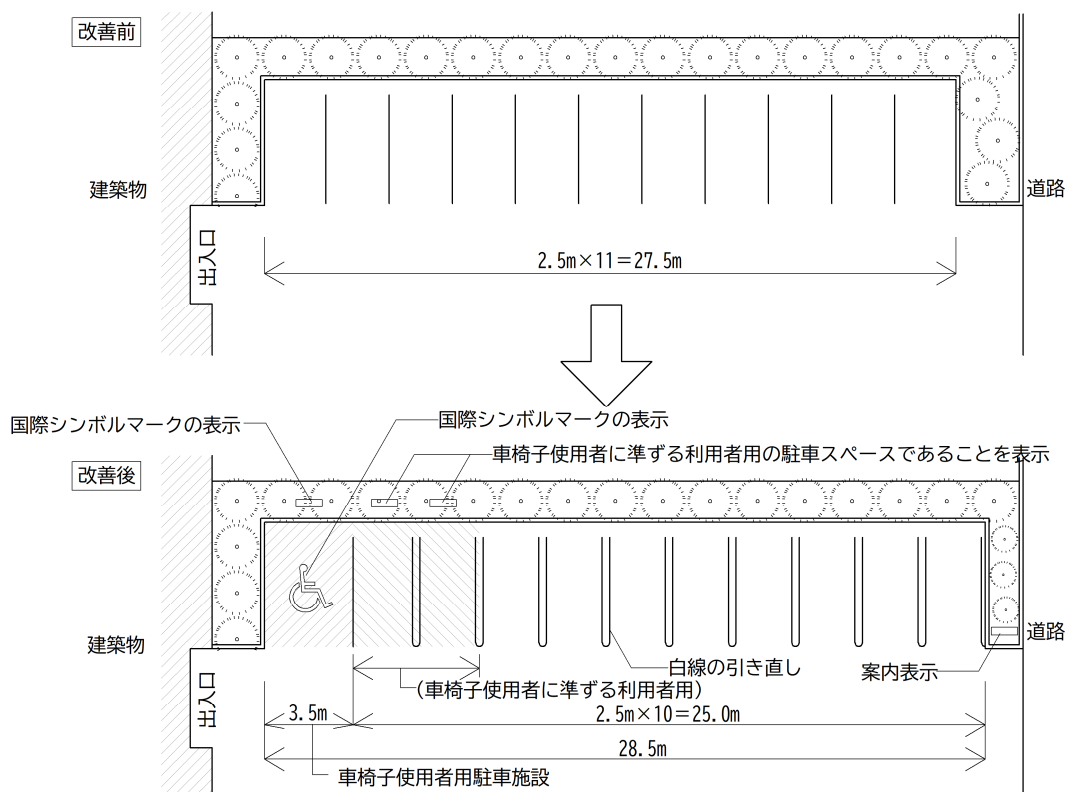 改善前
建築物
道路
出入口
2.5m×11＝27.5m
国際シンボルマークの表示
国際シンボルマークの表示
車椅子使用者に準ずる利用者用の駐車スペースであることを表示
改善後
建築物
道路
白線の引き直し
案内表示
(車椅子使用者に準ずる利用者用)
出入口
3.5m
2.5m×10＝25.0m
28.5m
車椅子使用者用駐車施設